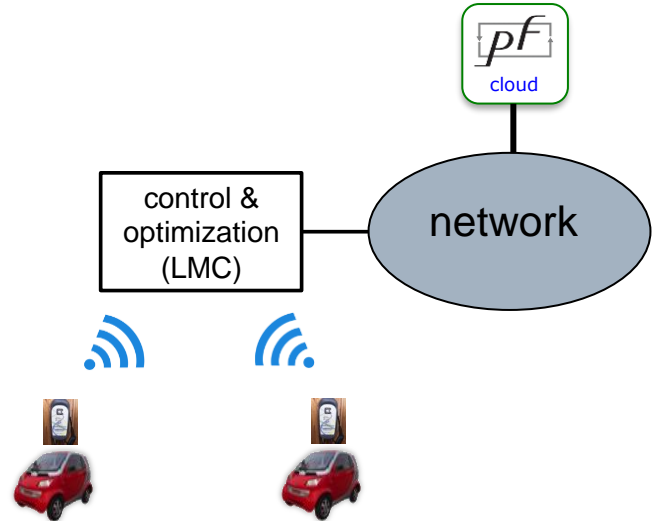 pf
cloud
control &
optimization
(LMC)
network